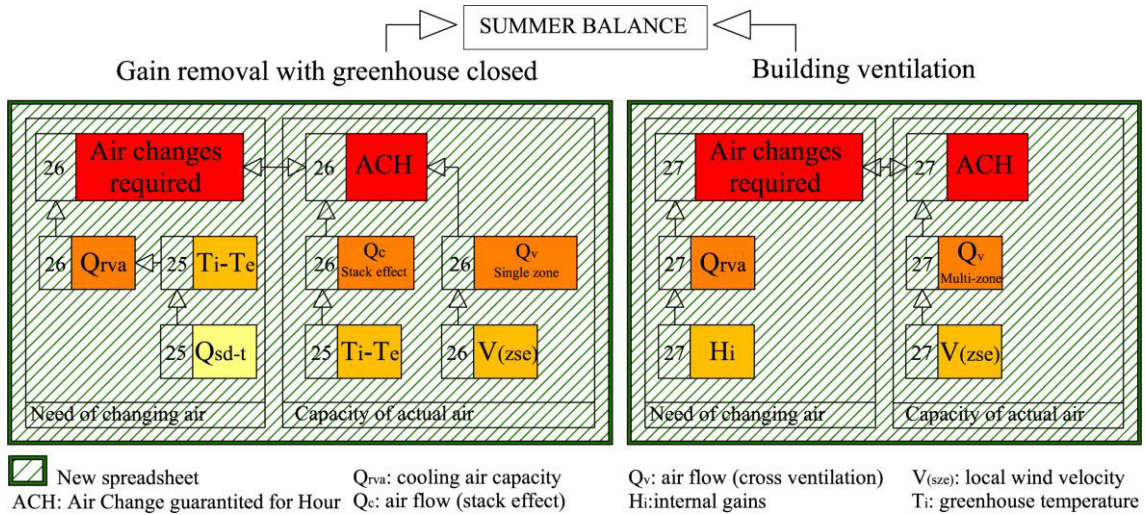 SUMMER BALANCE
Gain removal with greenhouse closed
Building ventilation
26 Air changes
required
26 ACH
26 Qrva
25 Ti-Te
26 Qc
Stack effect
26 Qv
Single zone
25 Qsd-t
25 Ti-Te
26 V(zse)
Need of changing air
Capacity of actual air
27 Air changes
required
27 ACH
27 Qrva
27 Qv
Multi-zone
27 Hi
27 V(zse)
Need of changing air
Capacity of actual air
New spreadsheet
Qrva: cooling air capacity
Qv: air flow (cross ventilation)
V(sze): local wind velocity
ACH: Air Change guarantited for Hour
Qc: air flow (stack effect)
Hi:internal gains
Ti: greenhouse temperature